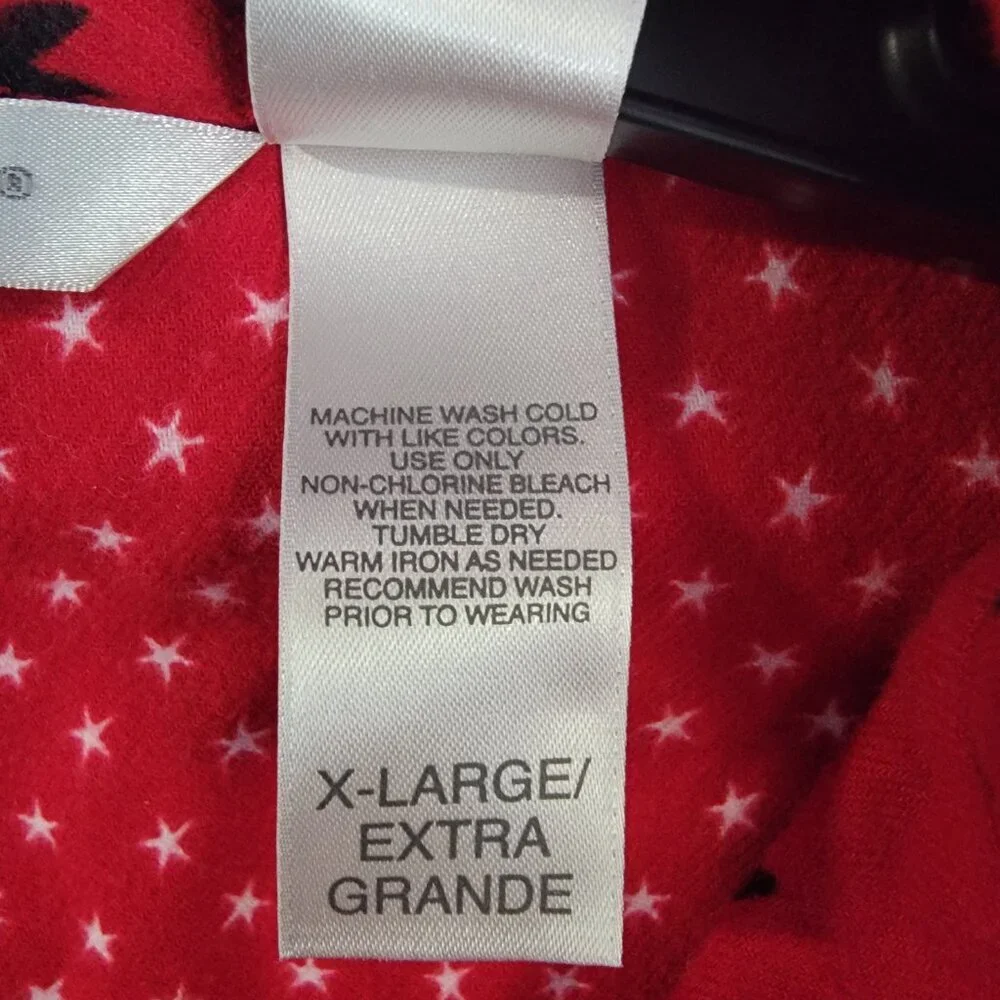 MACHINE WASH COLD
WITH LIKE COLORS.
USE ONLY
NON-CHLORINE BLEACH
WHEN NEEDED.
TUMBLE DRY
WARM IRON AS NEEDED
RECOMMEND WASH
PRIOR TO WEARING
X-LARGE/
EXTRA
GRANDE